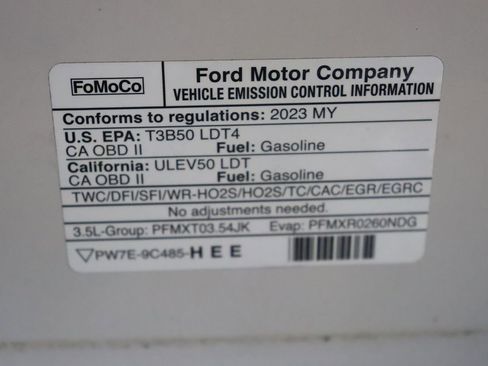 FoMoCo
Ford Motor Company
VEHICLE EMISSION CONTROL INFORMATION
Conforms to regulations: 2023 MY
U.S. EPA: T3B50 LDT4
CA OBD II Fuel: Gasoline
California: ULEV50 LDT
CA OBD II Fuel: Gasoline
TWC/DFI/SFI/WR-HO2S/HO2S/TC/CAC/EGR/EGRC
No adjustments needed.
3.5L-Group: PFMXT03.54JK Evap: PFMXR0260NDG
PW7E-9C485-HEE